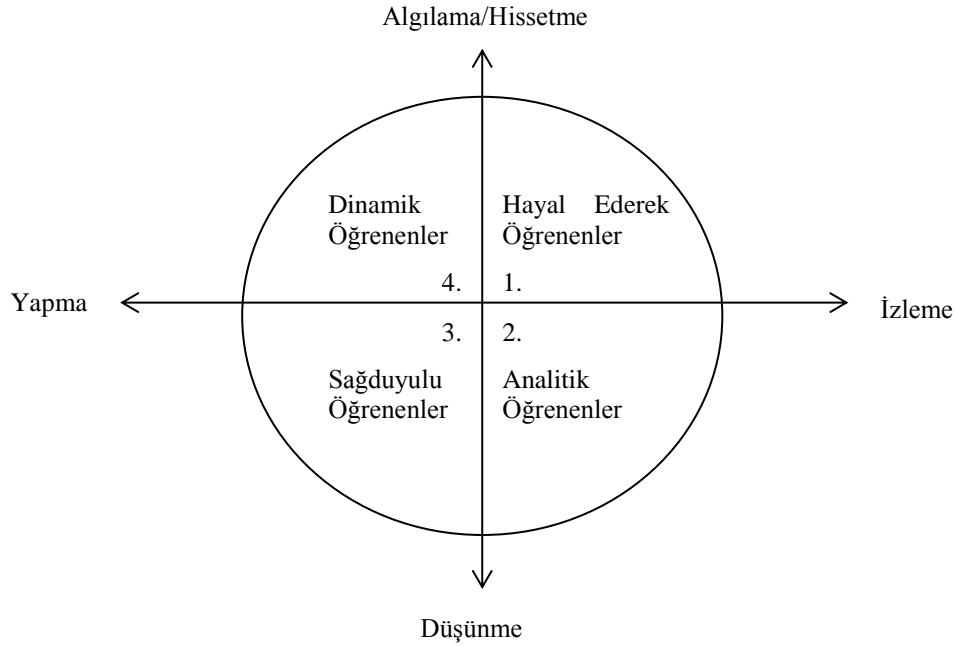 Algılama/Hissetme
Dinamik
Öğrenenler
Hayal Ederek
Öğrenenler
4.
1.
Yapma
İzleme
3.
2.
Sağduyulu
Öğrenenler
Analitik
Öğrenenler
Düşünme